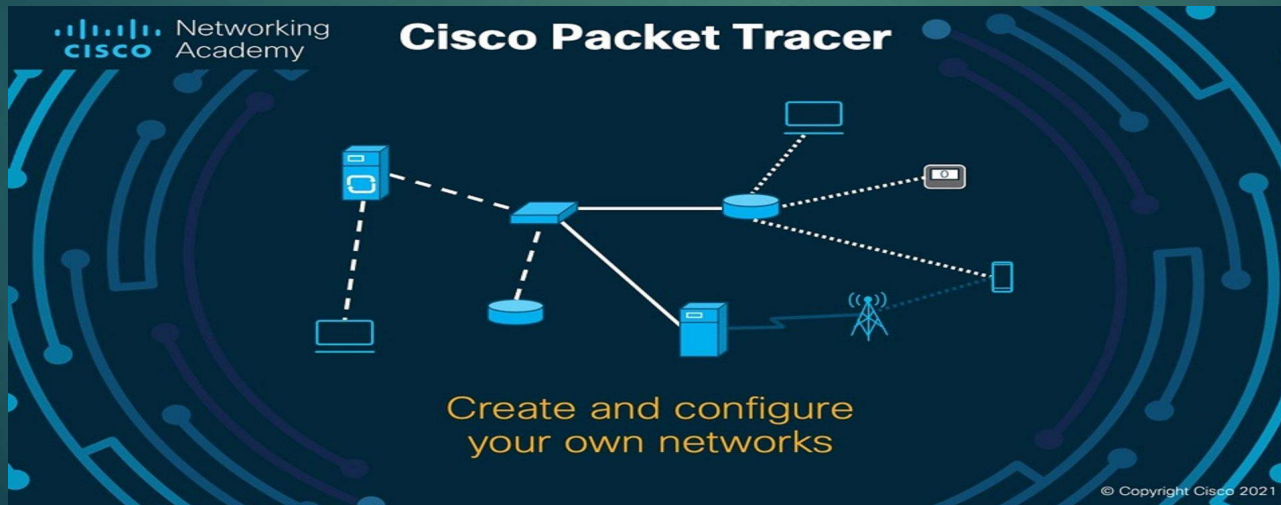 Networking
Academy
CISCO
Cisco Packet Tracer
Create and configure
your own networks
© Copyright Cisco 2021